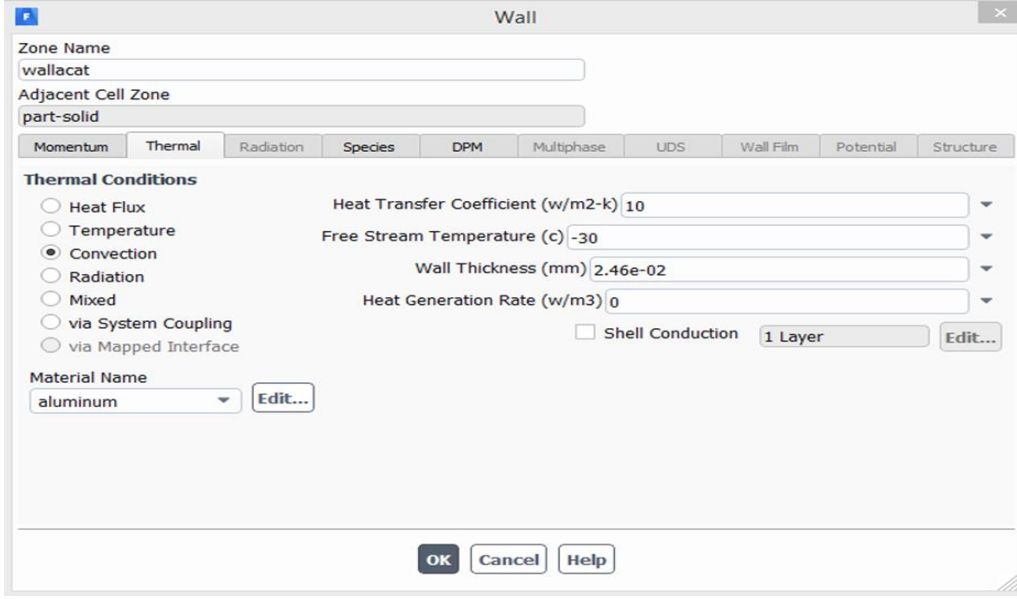 F
Wall
Zone Name
wallacat
Adjacent Cell Zone
part-solid
Momentum Thermal Radiation Species DPM Multiphase UDS Wall Film Potential Structure
Thermal Conditions
Heat Flux
Temperature
Convection
Radiation
Mixed
via System Coupling
via Mapped Interface
Heat Transfer Coefficient (w/m2-k) 10
Free Stream Temperature (c) -30
Wall Thickness (mm) 2.46e-02
Heat Generation Rate (w/m3) 0
Shell Conduction 1 Layer Edit...
Material Name
aluminum Edit...
OK Cancel Help